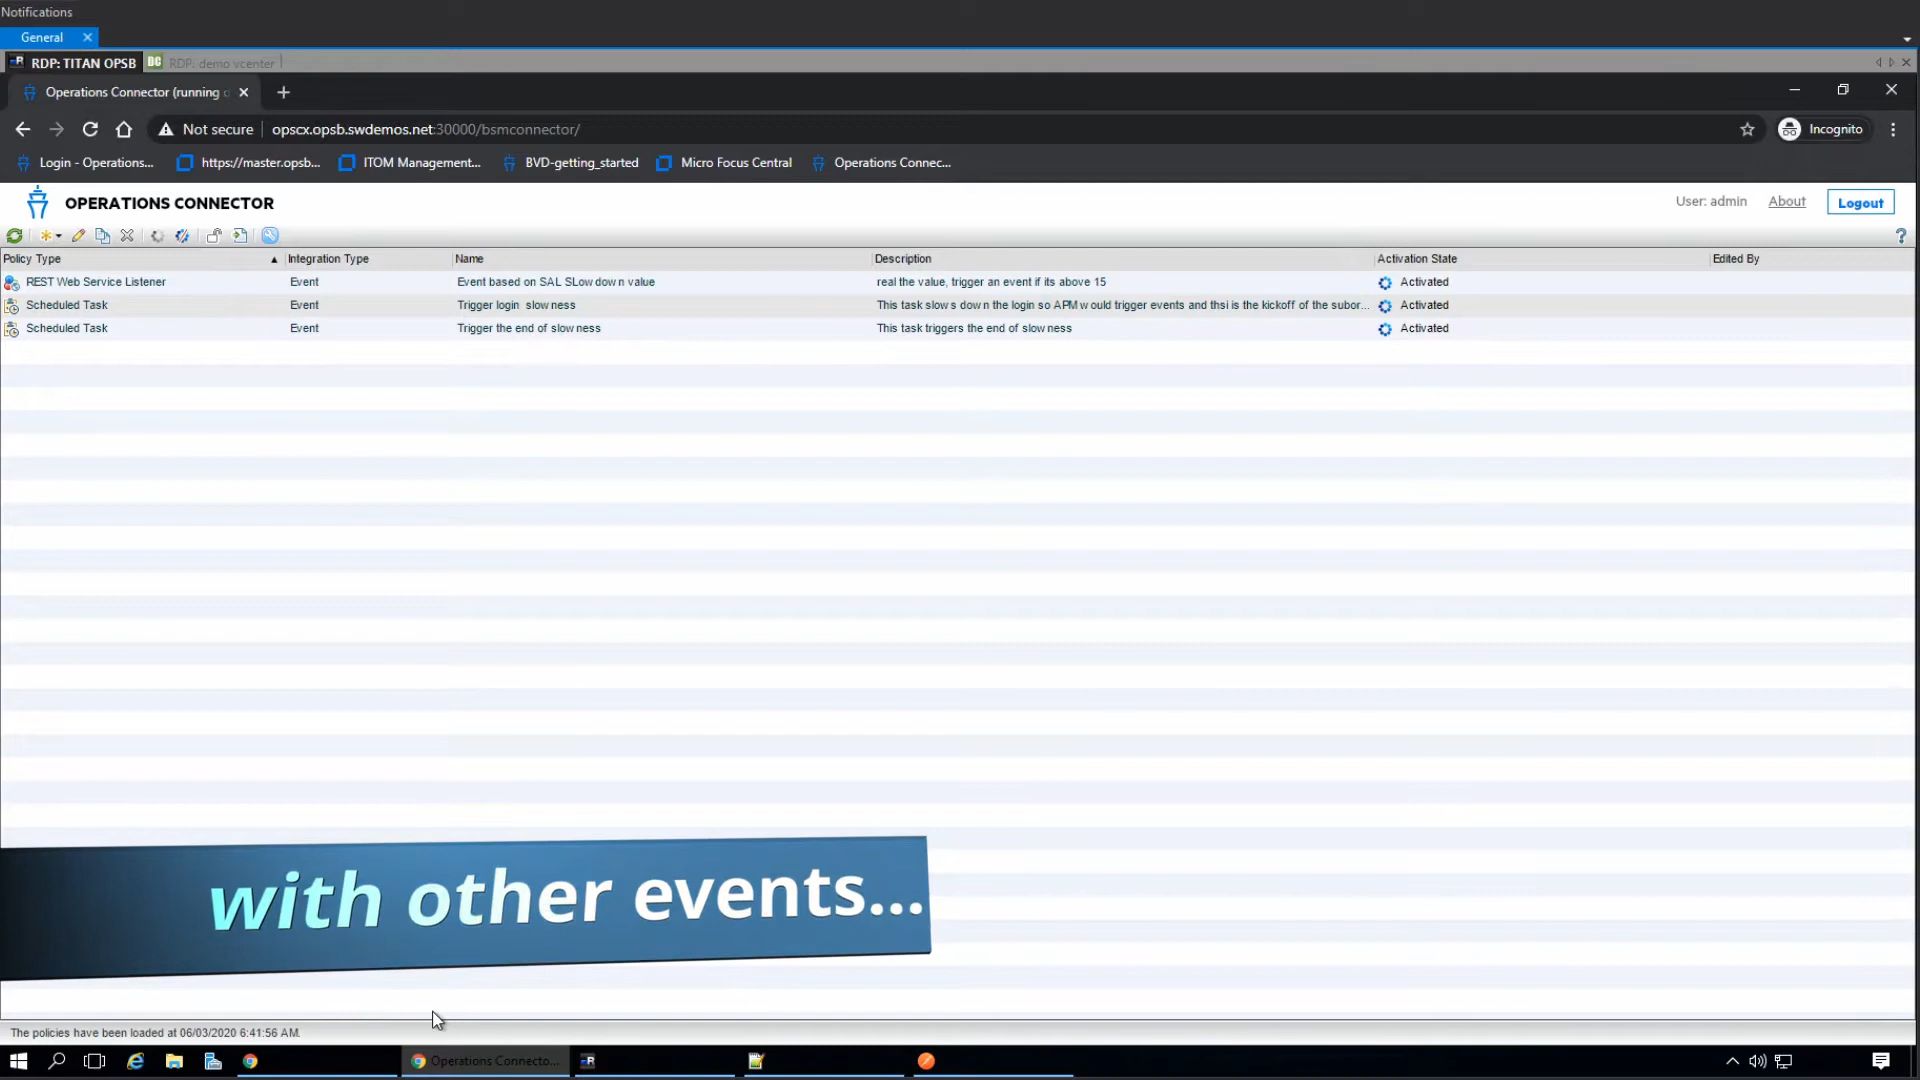 Notifications
General
RDP: TITAN OPSB
DC
RDP: demo vcenter
Operations Connector (running
Not secure
opscx.opsb.swdemos.net:30000/bsmconnector/
Incognito
Login - Operations...
https://master.opsb...
ITOM Management...
BVD-getting_started
Micro Focus Central
Operations Connec...
OPERATIONS CONNECTOR
User: admin
About
Logout
?
Policy Type
Integration Type
Name
Description
Activation State
Edited By
REST Web Service Listener
Event
Event based on SAL SLow down value
real the value, trigger an event if its above 15
Activated
Scheduled Task
Event
Trigger login slowness
This task slows down the login so APM would trigger events and thsi is the kickoff of the subor...
Activated
Scheduled Task
Event
Trigger the end of slowness
This task triggers the end of slowness
Activated
with other events...
The policies have been loaded at 06/03/2020 6:41:56 AM.
Operations Connecto...